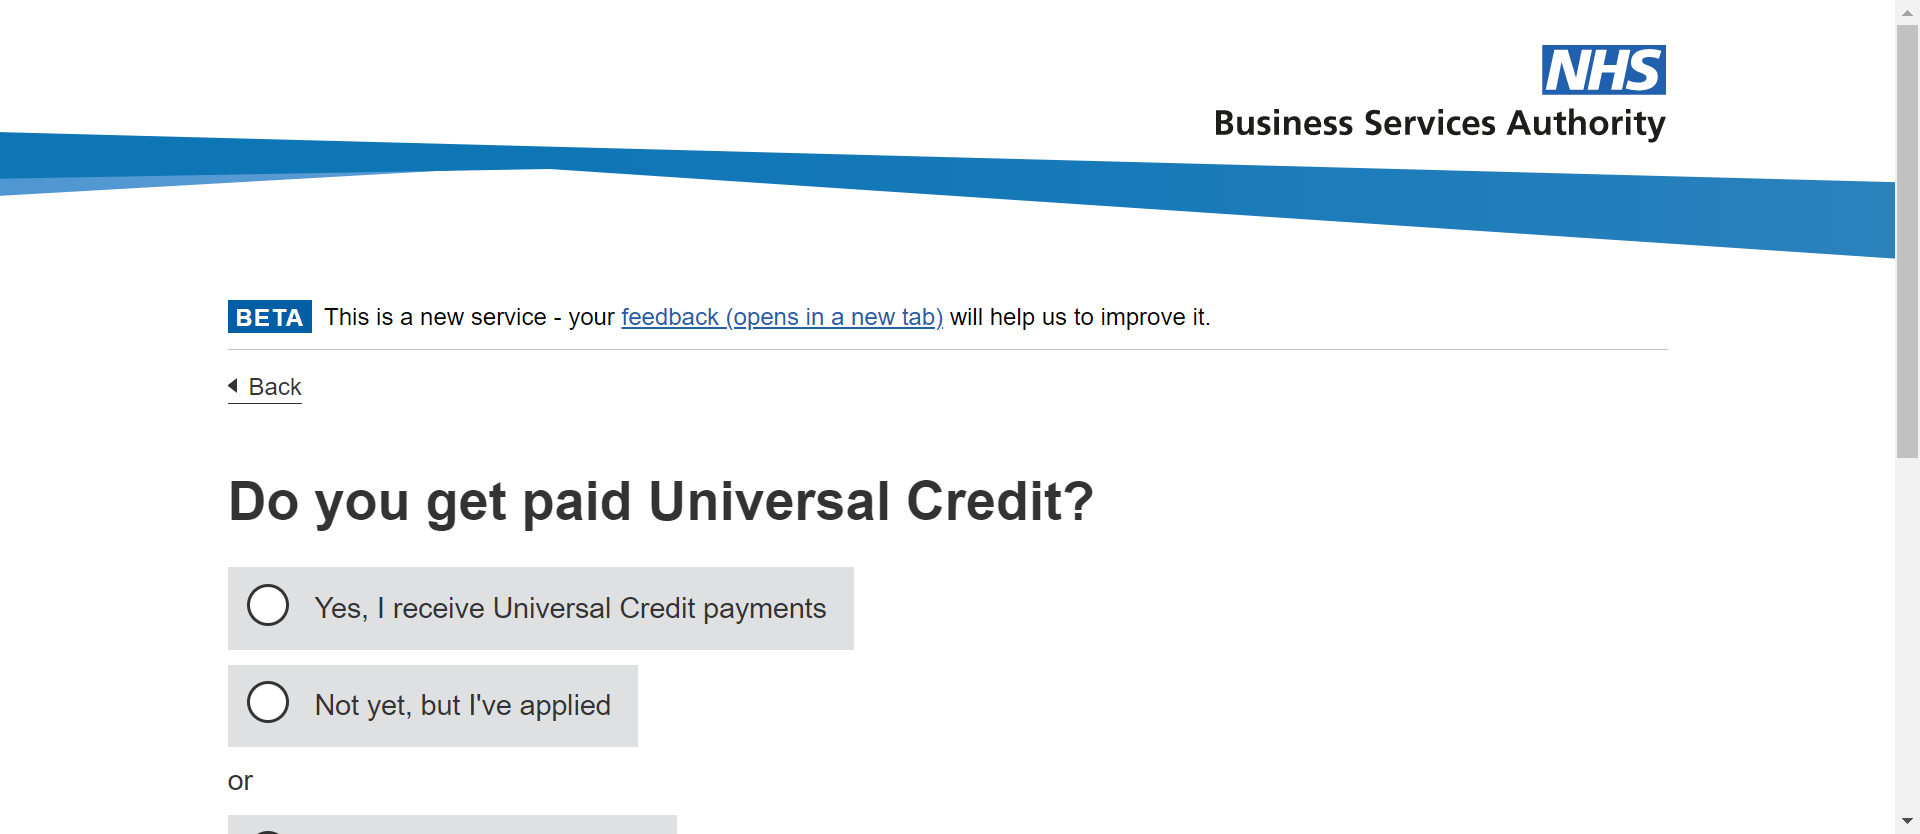 NHS
Business Services Authority
BETA This is a new service - your feedback (opens in a new tab) will help us to improve it.
Back
Do you get paid Universal Credit?
Yes, I receive Universal Credit payments
Not yet, but I've applied
or